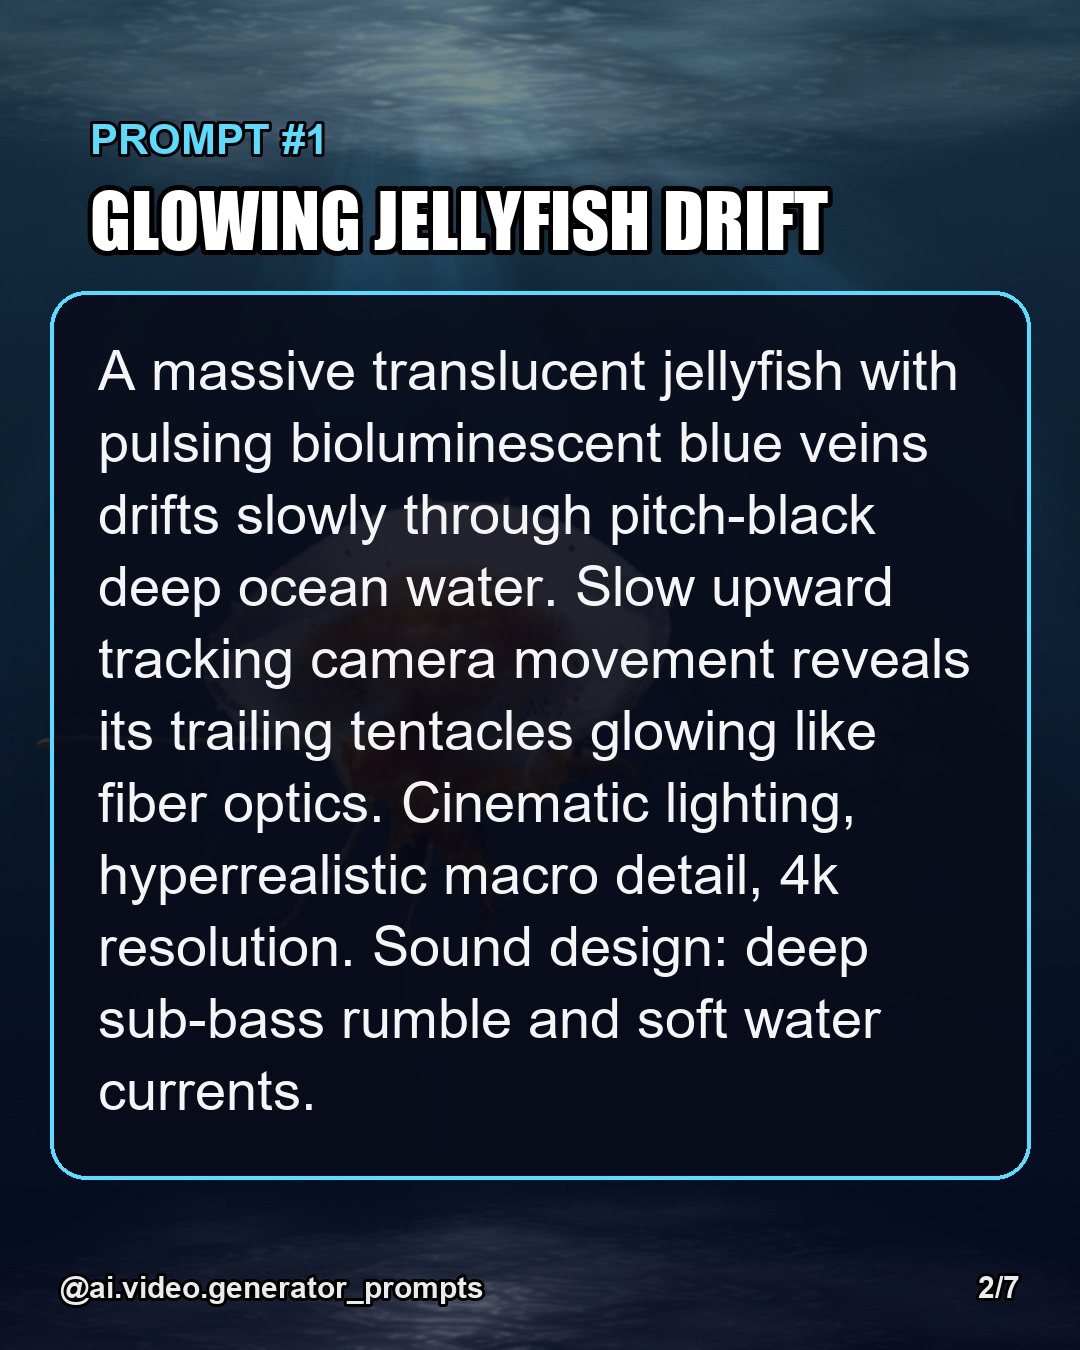 PROMPT #1
GLOWING JELLYFISH DRIFT
A massive translucent jellyfish with
pulsing bioluminescent blue veins
drifts slowly through pitch-black
deep ocean water. Slow upward
tracking camera movement reveals
its trailing tentacles glowing like
fiber optics. Cinematic lighting,
hyperrealistic macro detail, 4k
resolution. Sound design: deep
sub-bass rumble and soft water
currents.
@ai.video.generator_prompts
2/7